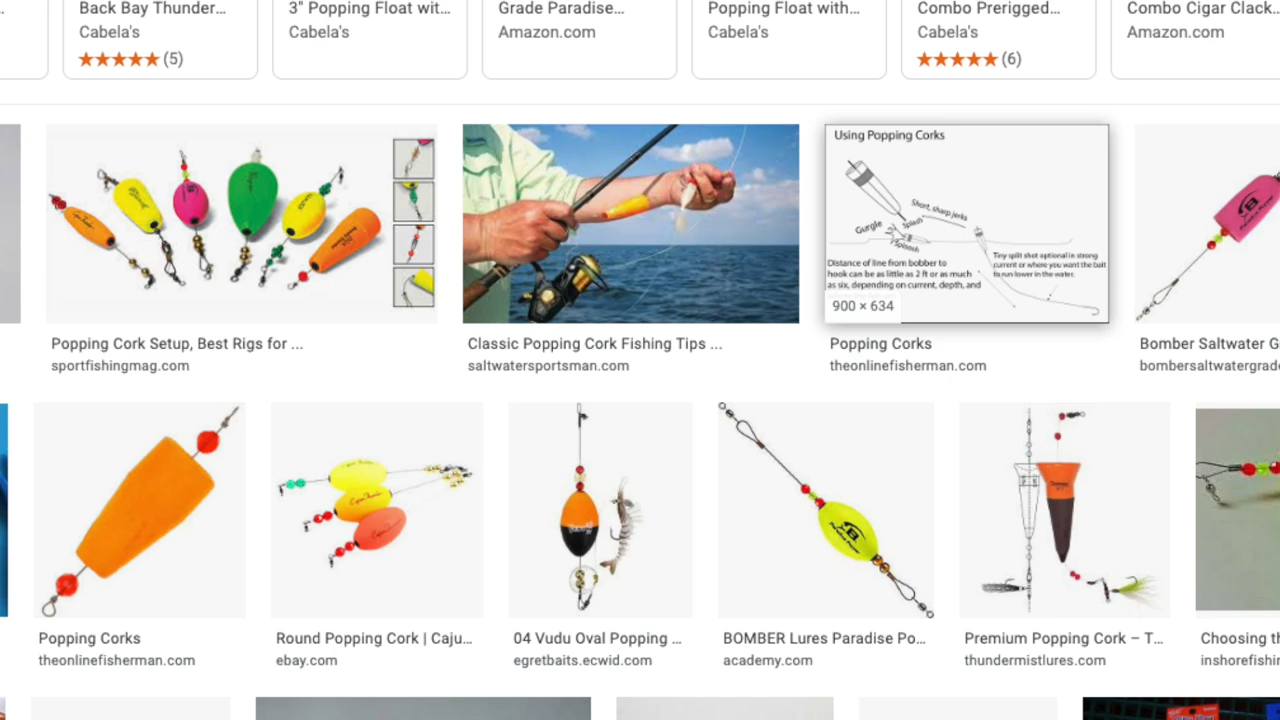 Back Bay Thunder...
3" Popping Float wit...
Grade Paradise...
Popping Float with...
Combo Prerigged...
Combo Cigar Clack...
Cabela's
Cabela's
Amazon.com
Cabela's
Cabela's
Amazon.com
★★★★★ (5)
★★★★★ (6)
Using Popping Corks
Short, sharp jerks
Gurgle
Splash
Splooosh
Distance of line from bobber to
hook can be as little as 2 ft or as much
as six, depending on current, depth, and
Tiny split shot optional in strong
current or where you want the bait
to run lower in the water.
900 × 634
Popping Cork Setup, Best Rigs for ...
sportfishingmag.com
Classic Popping Cork Fishing Tips ...
saltwatersportsman.com
Popping Corks
theonlinefisherman.com
Bomber Saltwater G
bombersaltwatergrade
Popping Corks
theonlinefisherman.com
Round Popping Cork | Caju...
ebay.com
04 Vudu Oval Popping ...
egretbaits.ecwid.com
BOMBER Lures Paradise Po...
academy.com
Premium Popping Cork – T...
thundermistlures.com
Choosing th
inshorefishin